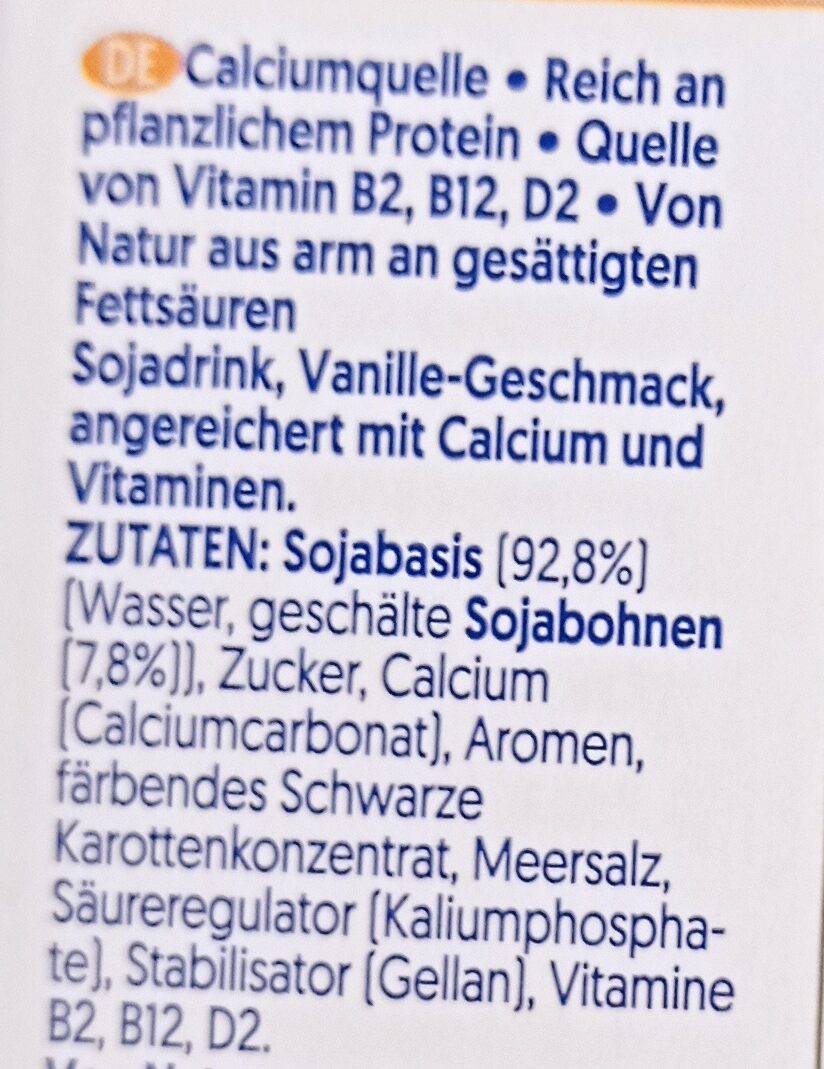 DE Calciumquelle • Reich an
pflanzlichem Protein • Quelle
von Vitamin B2, B12, D2 • Von
Natur aus arm an gesättigten
Fettsäuren
Sojadrink, Vanille-Geschmack,
angereichert mit Calcium und
Vitaminen.
ZUTATEN: Sojabasis (92,8%)
(Wasser, geschälte Sojabohnen
(7,8%)), Zucker, Calcium
(Calciumcarbonat), Aromen,
färbendes Schwarze
Karottenkonzentrat, Meersalz,
Säureregulator (Kaliumphospha-
te), Stabilisator (Gellan), Vitamine
B2, B12, D2.